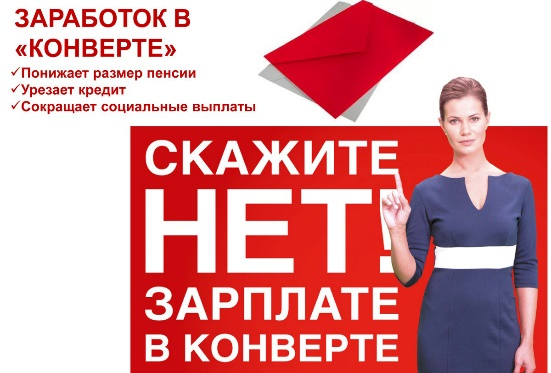 ЗАРАБОТОК В
«КОНВЕРТЕ»
✓Понижает размер пенсии
✓Урезает кредит
✓Сокращает социальные выплаты
СКАЖИТЕ
НЕТ!
ЗАРПЛАТЕ
В КОНВЕРТЕ